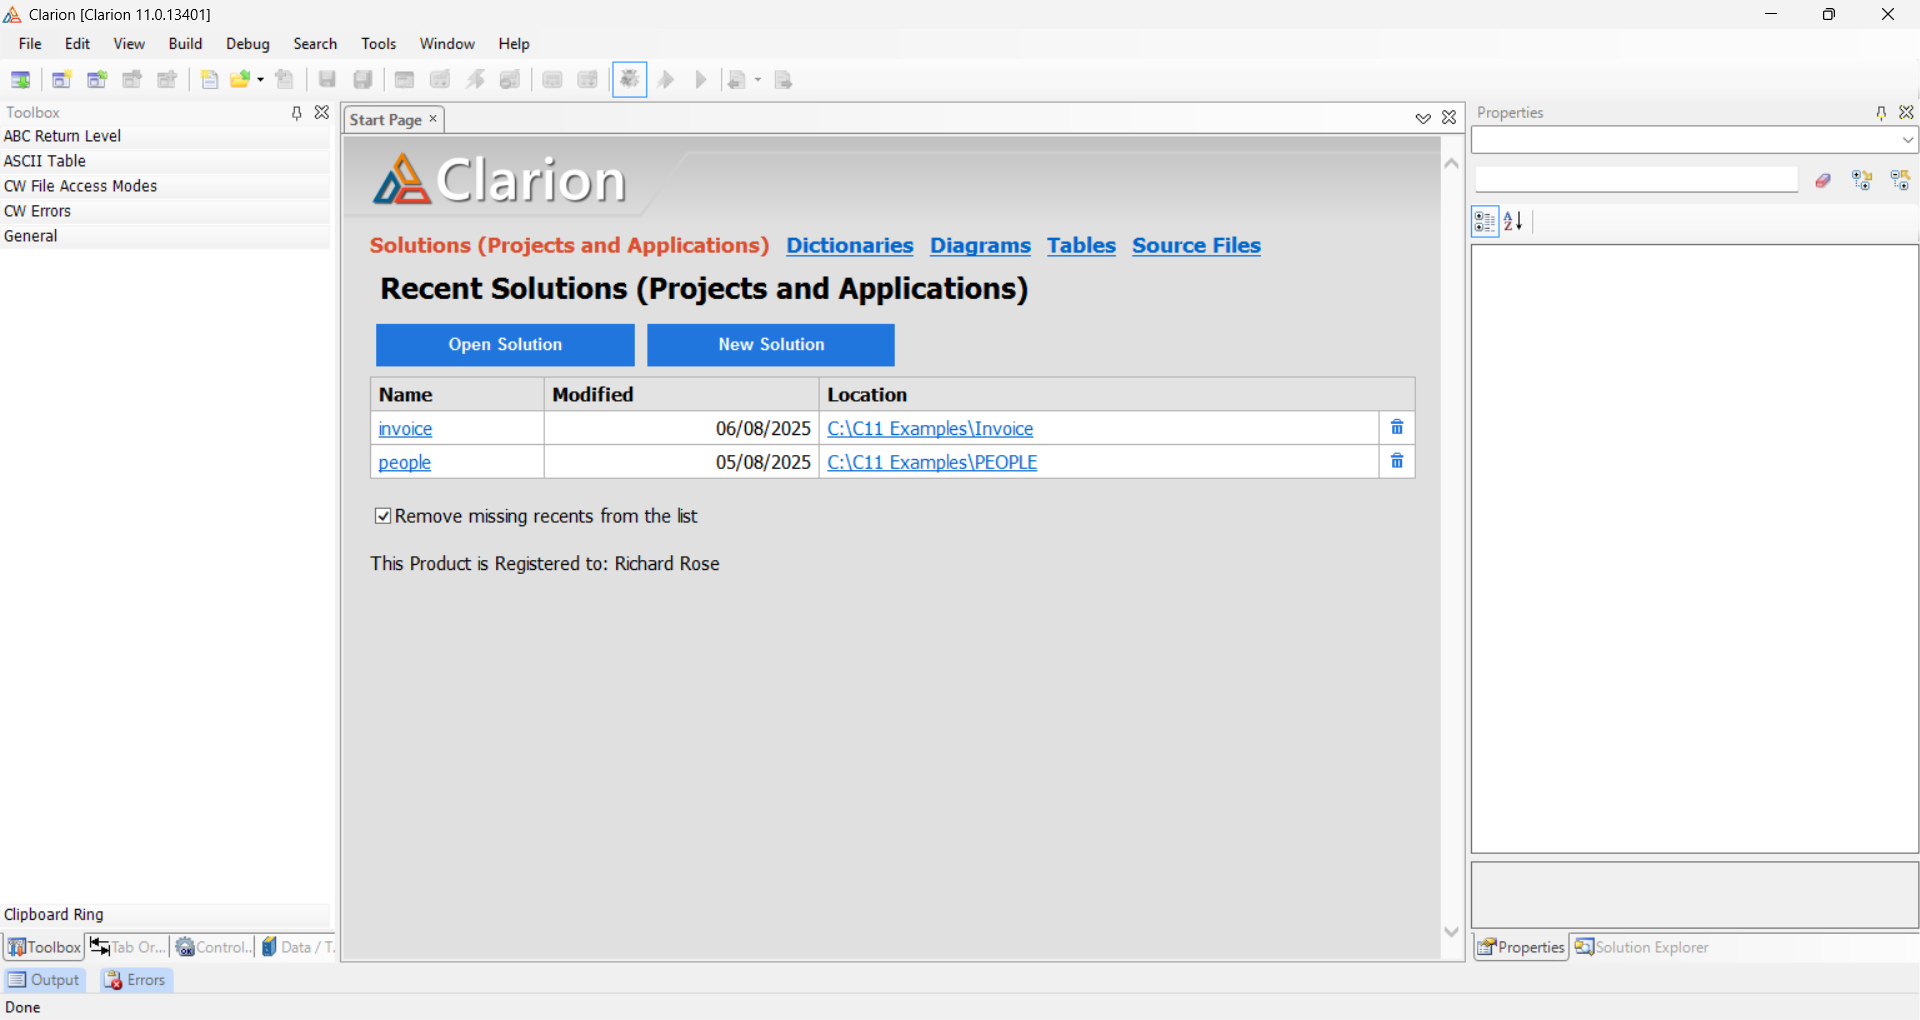 Clarion [Clarion 11.0.13401]
File Edit View Build Debug Search Tools Window Help
Toolbox
ABC Return Level
ASCII Table
CW File Access Modes
CW Errors
General
Clipboard Ring
Toolbox Tab Or... Control... Data / T...
Start Page
Clarion
Solutions (Projects and Applications) Dictionaries Diagrams Tables Source Files
Recent Solutions (Projects and Applications)
Open Solution New Solution
Name Modified Location
invoice 06/08/2025 C:\C11 Examples\Invoice
people 05/08/2025 C:\C11 Examples\PEOPLE
Remove missing recents from the list
This Product is Registered to: Richard Rose
Properties
Properties Solution Explorer
Output Errors
Done